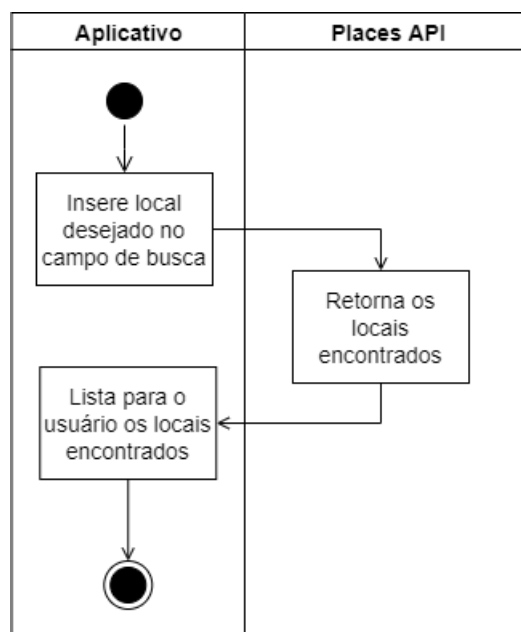 Aplicativo
Places API
Insere local
desejado no
campo de busca
Retorna os
locais
encontrados
Lista para o
usuário os locais
encontrados